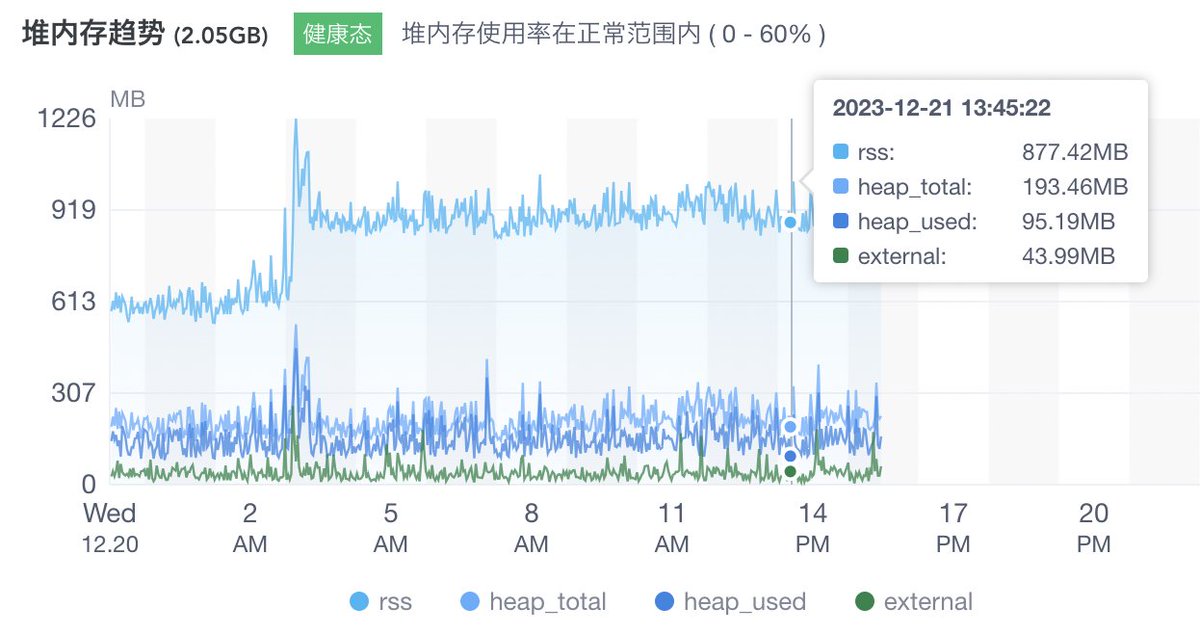 堆内存趋势 (2.05GB) 健康态 堆内存使用率在正常范围内 ( 0 - 60% )
MB
1226
919
613
307
0
2023-12-21 13:45:22
rss: 877.42MB
heap_total: 193.46MB
heap_used: 95.19MB
external: 43.99MB
Wed 2 5 8 11 14 17 20
12.20 AM AM AM AM PM PM PM
rss heap_total heap_used external